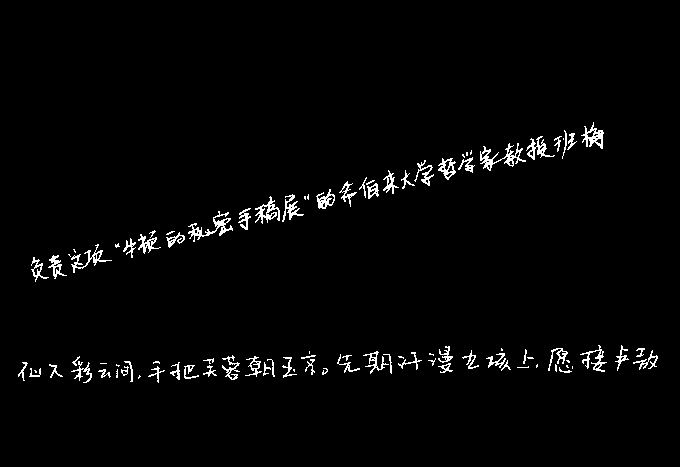 负责这项“牛顿的秘密手稿展”的希伯来大学哲学家教授班梅
仙人彩云间,手把芙蓉朝玉京。先期汗漫九垓上,愿接卢敖